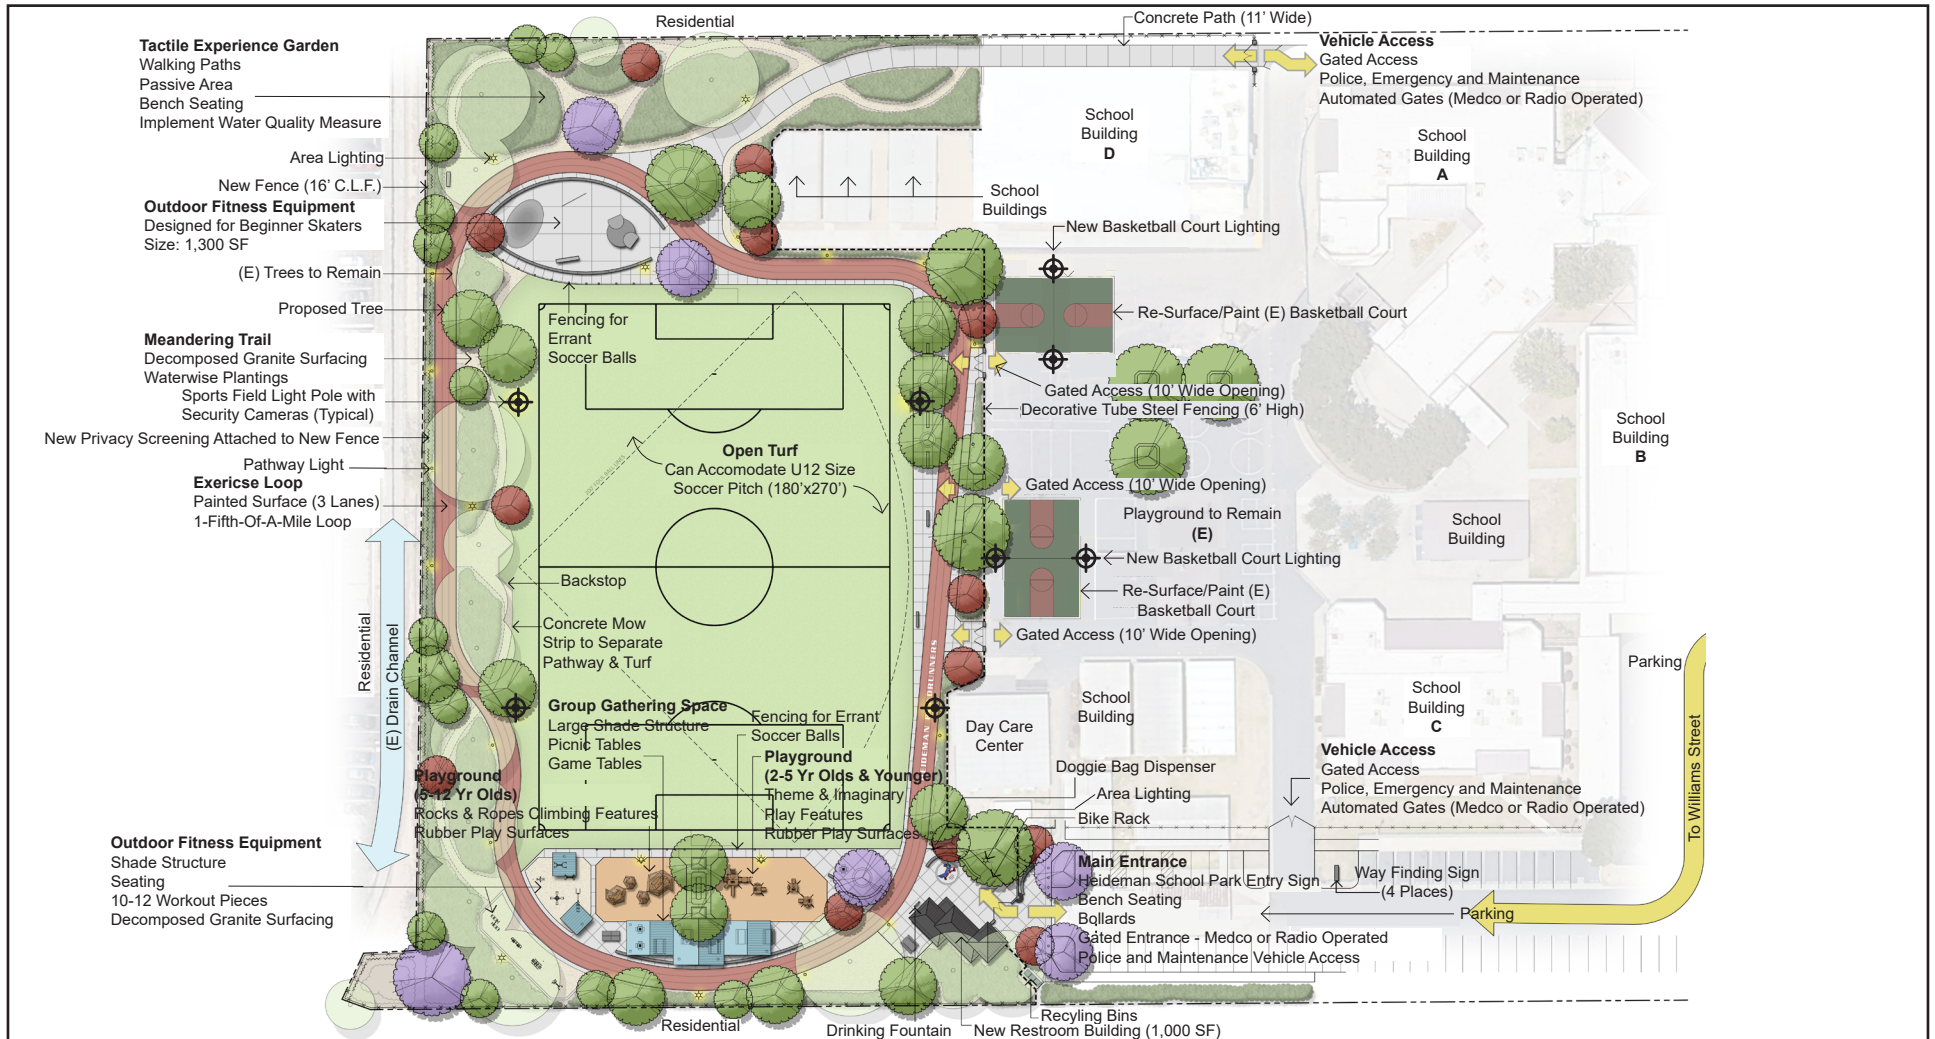 Residential
Concrete Path (11' Wide)
Tactile Experience Garden
Walking Paths
Passive Area
Bench Seating
Implement Water Quality Measure
Vehicle Access
Gated Access
Police, Emergency and Maintenance
Automated Gates (Medco or Radio Operated)
School
Building
D
School
Building
A
Area Lighting
New Fence (16' C.L.F.)
Outdoor Fitness Equipment
Designed for Beginner Skaters
Size: 1,300 SF
School
Buildings
New Basketball Court Lighting
(E) Trees to Remain
Proposed Tree
Fencing for
Errant
Soccer Balls
Re-Surface/Paint (E) Basketball Court
Meandering Trail
Decomposed Granite Surfacing
Waterwise Plantings
Sports Field Light Pole with
Security Cameras (Typical)
Gated Access (10' Wide Opening)
Decorative Tube Steel Fencing (6' High)
New Privacy Screening Attached to New Fence
School
Building
B
Pathway Light
Open Turf
Can Accomodate U12 Size
Soccer Pitch (180'x270')
Exericse Loop
Painted Surface (3 Lanes)
1-Fifth-Of-A-Mile Loop
Gated Access (10' Wide Opening)
Playground to Remain
(E)
School
Building
New Basketball Court Lighting
Backstop
Re-Surface/Paint (E)
Basketball Court
Concrete Mow
Strip to Separate
Pathway & Turf
Gated Access (10' Wide Opening)
Residential
(E) Drain Channel
Parking
School
Building
School
Building
C
Group Gathering Space
Large Shade Structure
Picnic Tables
Game Tables
Fencing for Errant
Soccer Balls
HEIDEMAN ROADRUNNERS
Day Care
Center
To Williams Street
Playground
(5-12 Yr Olds)
Rocks & Ropes Climbing Features
Rubber Play Surfaces
Playground
(2-5 Yr Olds & Younger)
Theme & Imaginary
Play Features
Rubber Play Surfaces
Doggie Bag Dispenser
Area Lighting
Bike Rack
Vehicle Access
Gated Access
Police, Emergency and Maintenance
Automated Gates (Medco or Radio Operated)
Outdoor Fitness Equipment
Shade Structure
Seating
10-12 Workout Pieces
Decomposed Granite Surfacing
Main Entrance
Heideman School Park Entry Sign
Bench Seating
Bollards
Gated Entrance - Medco or Radio Operated
Police and Maintenance Vehicle Access
Way Finding Sign
(4 Places)
Parking
Residential
Drinking Fountain
Recyling Bins
New Restroom Building (1,000 SF)